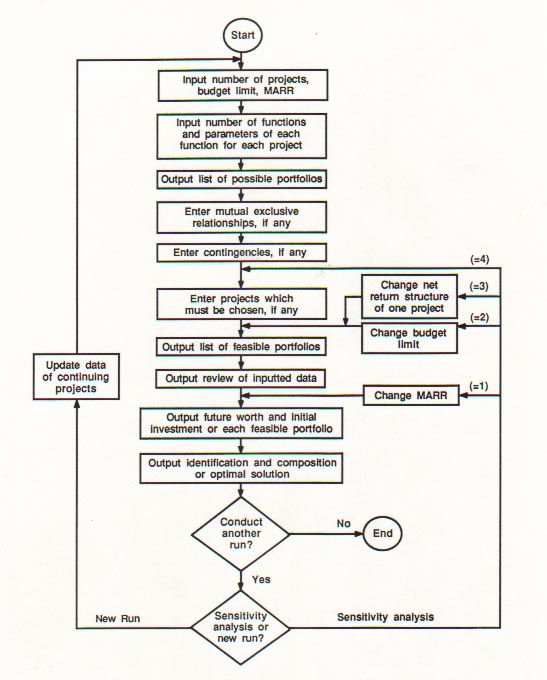 Start
Input number of projects,
budget limit, MARR
Input number of functions
and parameters of each
function for each project
Output list of possible portfolios
Enter mutual exclusive
relationships, if any
Enter contingencies, if any
(=4)
Change net
return structure
of one project
(=3)
Enter projects which
must be chosen, if any
(=2)
Change budget
limit
Output list of feasible portfolios
Update data
of continuing
projects
Output review of inputted data
Change MARR
(=1)
Output future worth and initial
investment or each feasible portfolio
Output identification and composition
or optimal solution
Conduct
another
run?
No
End
Yes
New Run
Sensitivity
analysis or
new run?
Sensitivity analysis